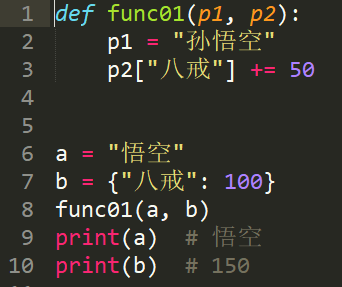 1 def func01(p1, p2):
2     p1 = "孙悟空"
3     p2["八戒"] += 50
4
5
6 a = "悟空"
7 b = {"八戒": 100}
8 func01(a, b)
9 print(a)  # 悟空
10 print(b)  # 150